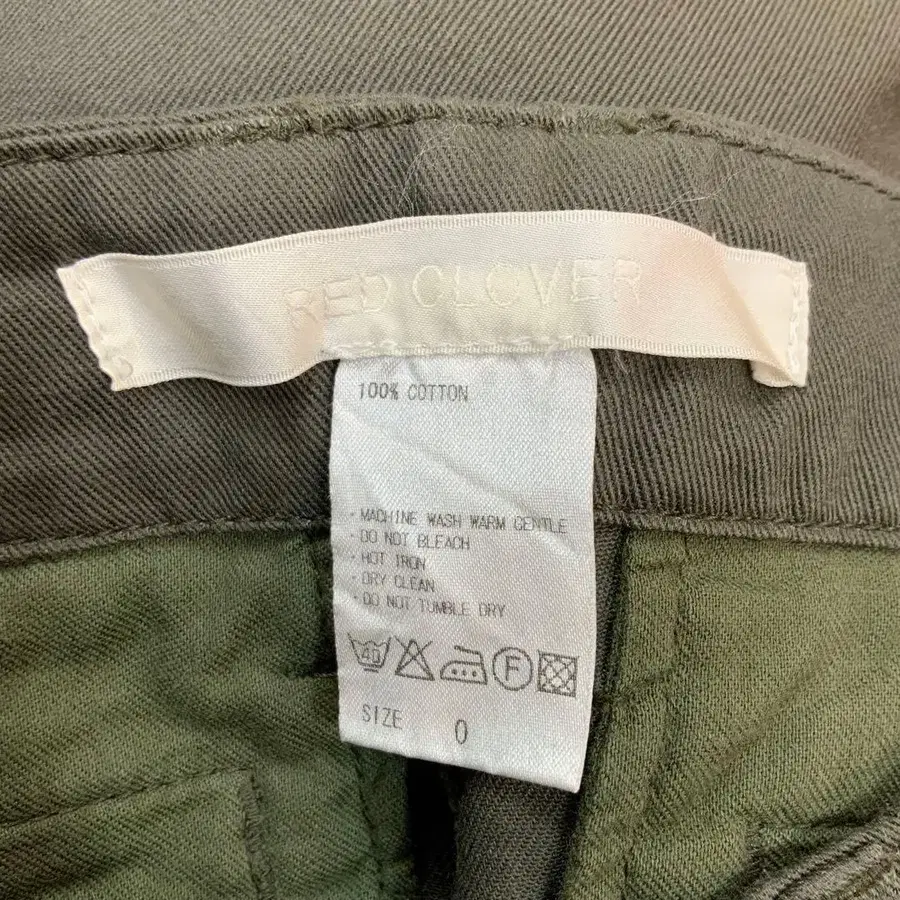 RED CLOVER
100% COTTON
· MACHINE WASH WARM GENTLE
· DO NOT BLEACH
· HOT IRON
· DRY CLEAN
· DO NOT TUMBLE DRY
40 F
SIZE 0